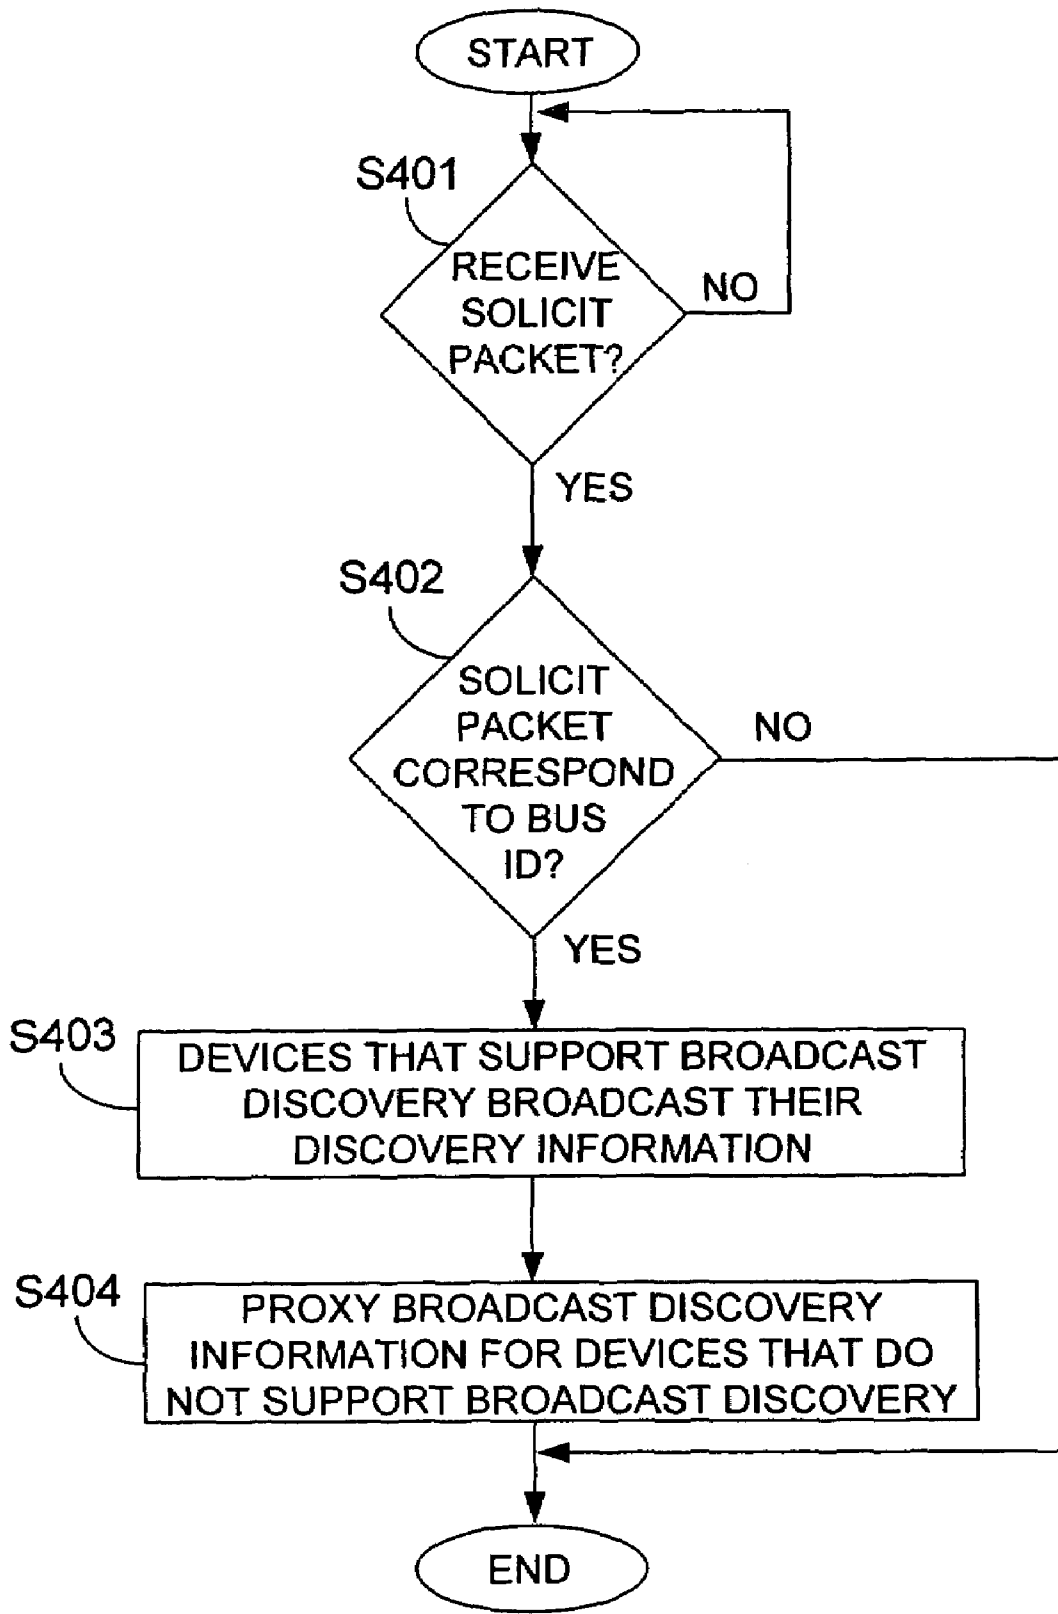 START
S401
RECEIVE
SOLICIT
PACKET?
NO
YES
S402
SOLICIT
PACKET
CORRESPOND
TO BUS
ID?
NO
YES
S403
DEVICES THAT SUPPORT BROADCAST
DISCOVERY BROADCAST THEIR
DISCOVERY INFORMATION
S404
PROXY BROADCAST DISCOVERY
INFORMATION FOR DEVICES THAT DO
NOT SUPPORT BROADCAST DISCOVERY
END